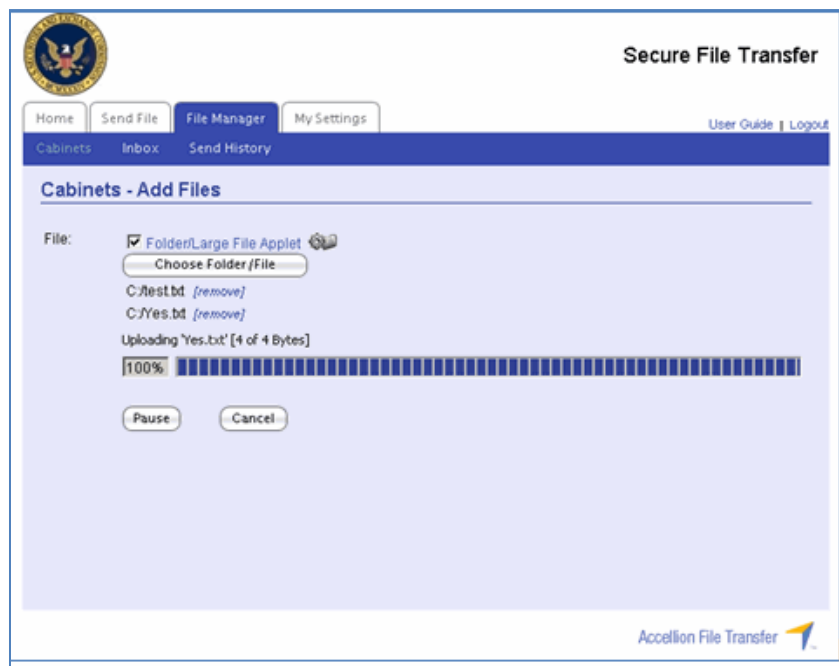 Secure File Transfer
Home Send File File Manager My Settings
User Guide | Logout
Cabinets Inbox Send History
Cabinets - Add Files
File: Folder/Large File Applet
Choose Folder/File
C:/test.txt [remove]
C:/Yes.txt [remove]
Uploading 'Yes.txt' [4 of 4 Bytes]
100%
Pause Cancel
Accellion File Transfer